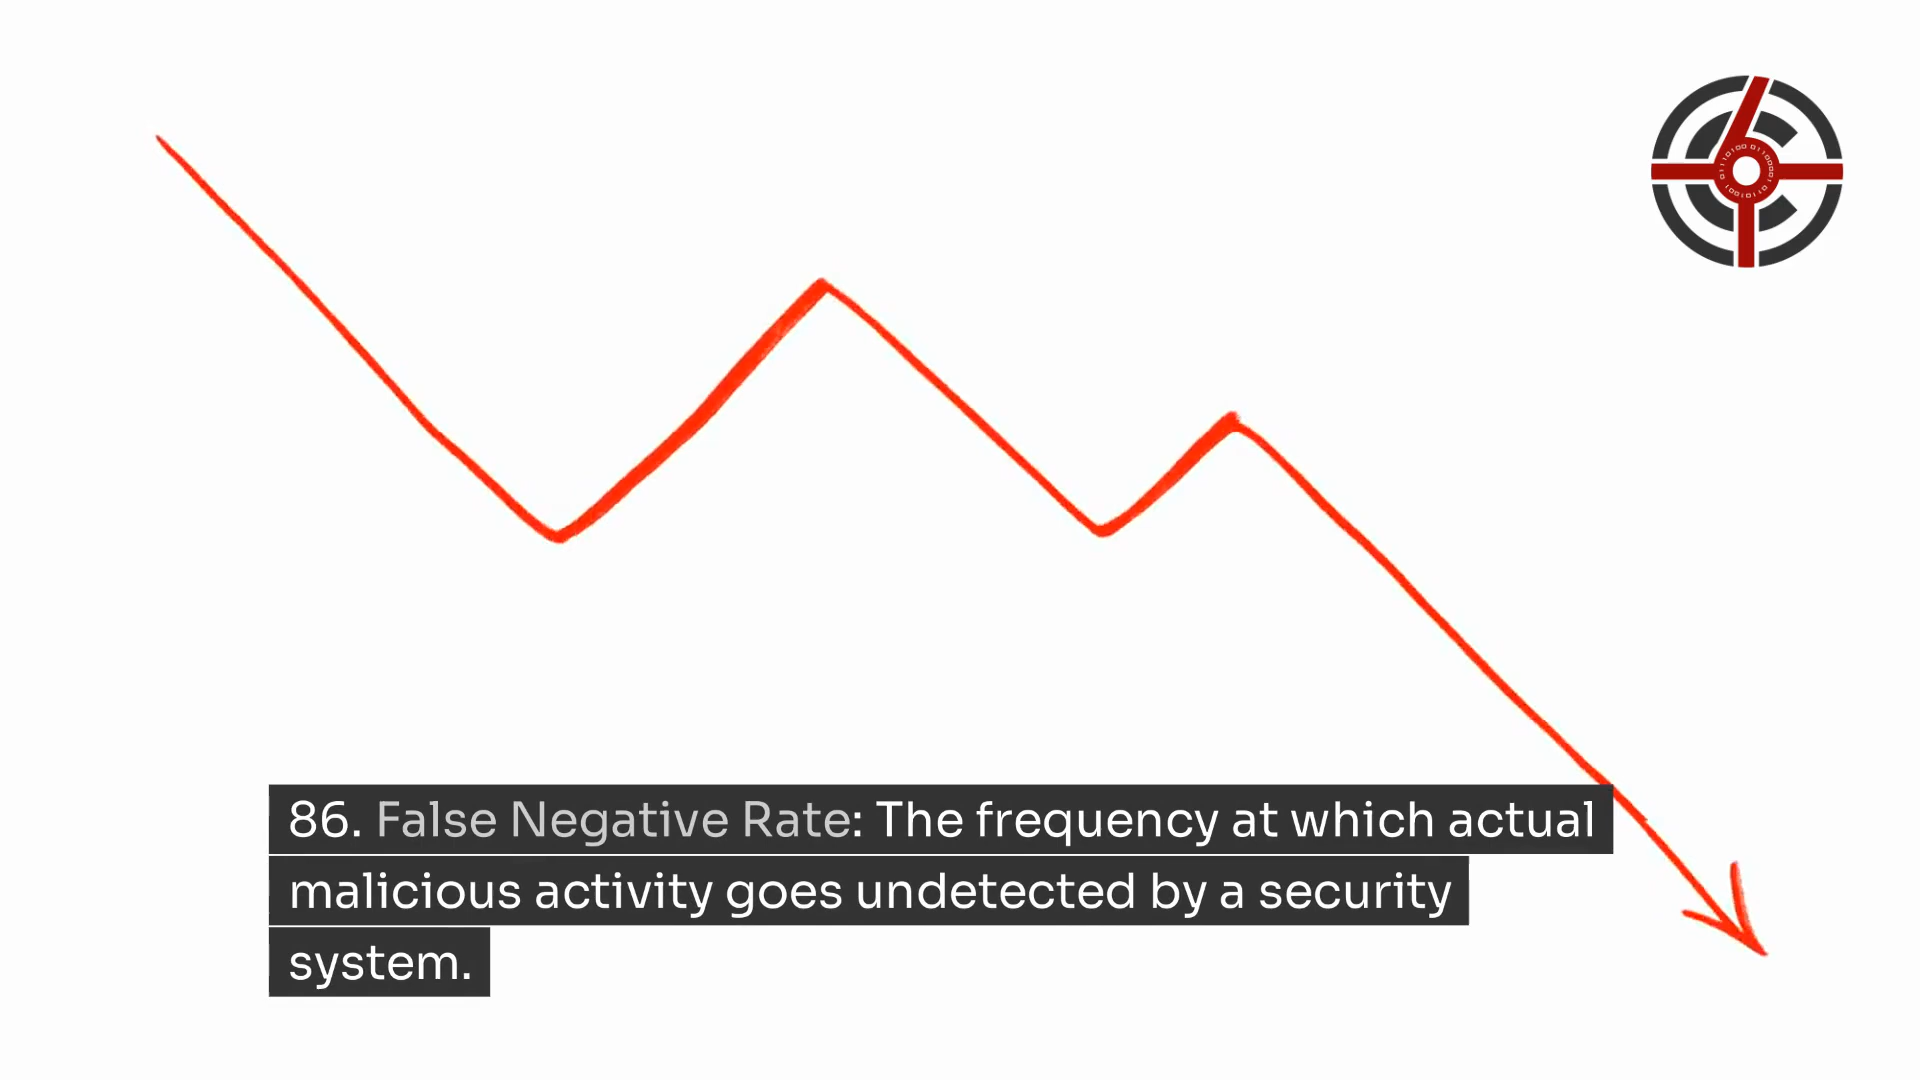 86. False Negative Rate: The frequency at which actual
malicious activity goes undetected by a security
system.